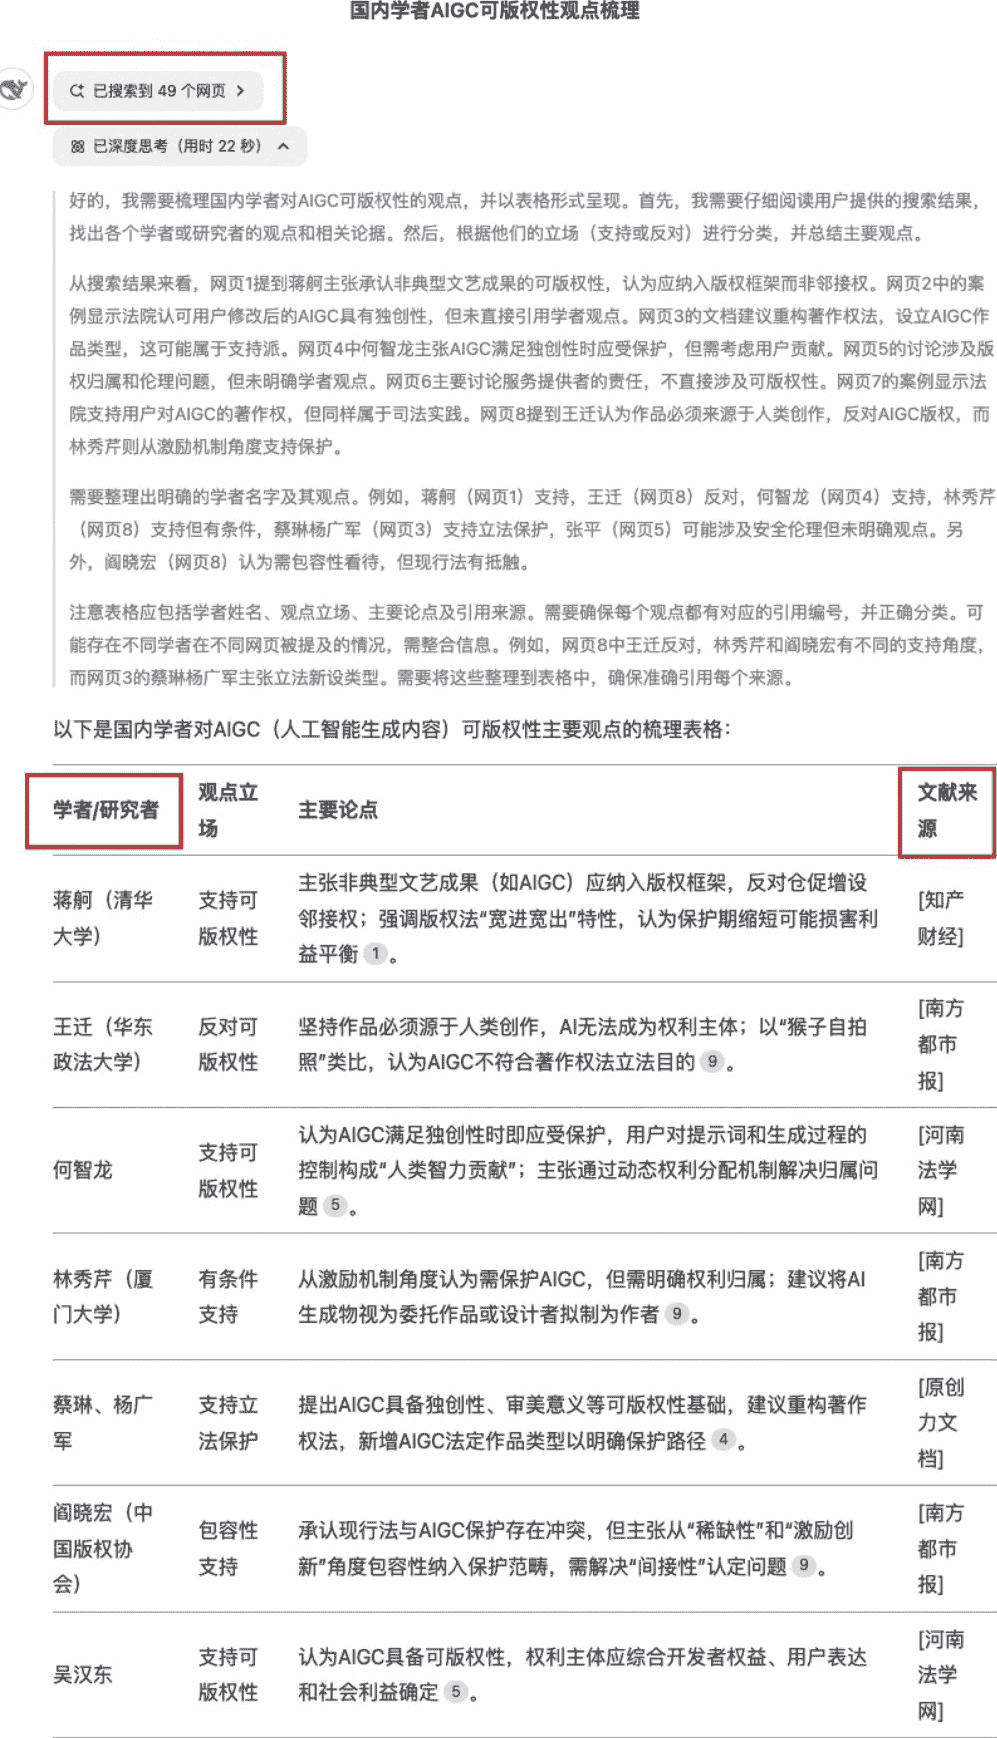 国内学者AIGC可版权性观点梳理
已搜索到 49 个网页
已深度思考（用时 22 秒）
好的，我需要梳理国内学者对AIGC可版权性的观点，并以表格形式呈现。首先，我需要仔细阅读用户提供的搜索结果，
找出各个学者或研究者的观点和相关论据。然后，根据他们的立场（支持或反对）进行分类，并总结主要观点。
从搜索结果来看，网页1提到蒋舸主张承认非典型文艺成果的可版权性，认为应纳入版权框架而非邻接权。网页2中的案
例显示法院认可用户修改后的AIGC具有独创性，但未直接引用学者观点。网页3的文档建议重构著作权法，设立AIGC作
品类型，这可能属于支持派。网页4中何智龙主张AIGC满足独创性时应受保护，但需考虑用户贡献。网页5的讨论涉及版
权归属和伦理问题，但未明确学者观点。网页6主要讨论服务提供者的责任，不直接涉及可版权性。网页7的案例显示法
院支持用户对AIGC的著作权，但同样属于司法实践。网页8提到王迁认为作品必须来源于人类创作，反对AIGC版权，而
林秀芹则从激励机制角度支持保护。
需要整理出明确的学者名字及其观点。例如，蒋舸（网页1）支持，王迁（网页8）反对，何智龙（网页4）支持，林秀芹
（网页8）支持但有条件，蔡琳杨广军（网页3）支持立法保护，张平（网页5）可能涉及安全伦理但未明确观点。另
外，阎晓宏（网页8）认为需包容性看待，但现行法有抵触。
注意表格应包括学者姓名、观点立场、主要论点及引用来源。需要确保每个观点都有对应的引用编号，并正确分类。可
能存在不同学者在不同网页被提及的情况，需整合信息。例如，网页8中王迁反对，林秀芹和阎晓宏有不同的支持角度，
而网页3的蔡琳杨广军主张立法新设类型。需要将这些整理到表格中，确保准确引用每个来源。
以下是国内学者对AIGC（人工智能生成内容）可版权性主要观点的梳理表格：
学者/研究者
观点立
场
主要论点
文献来
源
蒋舸（清华
大学）
支持可
版权性
主张非典型文艺成果（如AIGC）应纳入版权框架，反对仓促增设
邻接权；强调版权法“宽进宽出”特性，认为保护期缩短可能损害利
益平衡 1 。
[知产
财经]
王迁（华东
政法大学）
反对可
版权性
坚持作品必须源于人类创作，AI无法成为权利主体；以“猴子自拍
照”类比，认为AIGC不符合著作权法立法目的 9 。
[南方
都市
报]
何智龙
支持可
版权性
认为AIGC满足独创性时即应受保护，用户对提示词和生成过程的
控制构成“人类智力贡献”；主张通过动态权利分配机制解决归属问
题 5 。
[河南
法学
网]
林秀芹（厦
门大学）
有条件
支持
从激励机制角度认为需保护AIGC，但需明确权利归属；建议将AI
生成物视为委托作品或设计者拟制为作者 9 。
[南方
都市
报]
蔡琳、杨广
军
支持立
法保护
提出AIGC具备独创性、审美意义等可版权性基础，建议重构著作
权法，新增AIGC法定作品类型以明确保护路径 4 。
[原创
力文
档]
阎晓宏（中
国版权协
会）
包容性
支持
承认现行法与AIGC保护存在冲突，但主张从“稀缺性”和“激励创
新”角度包容性纳入保护范畴，需解决“间接性”认定问题 9 。
[南方
都市
报]
吴汉东
支持可
版权性
认为AIGC具备可版权性，权利主体应综合开发者权益、用户表达
和社会利益确定 5 。
[河南
法学
网]